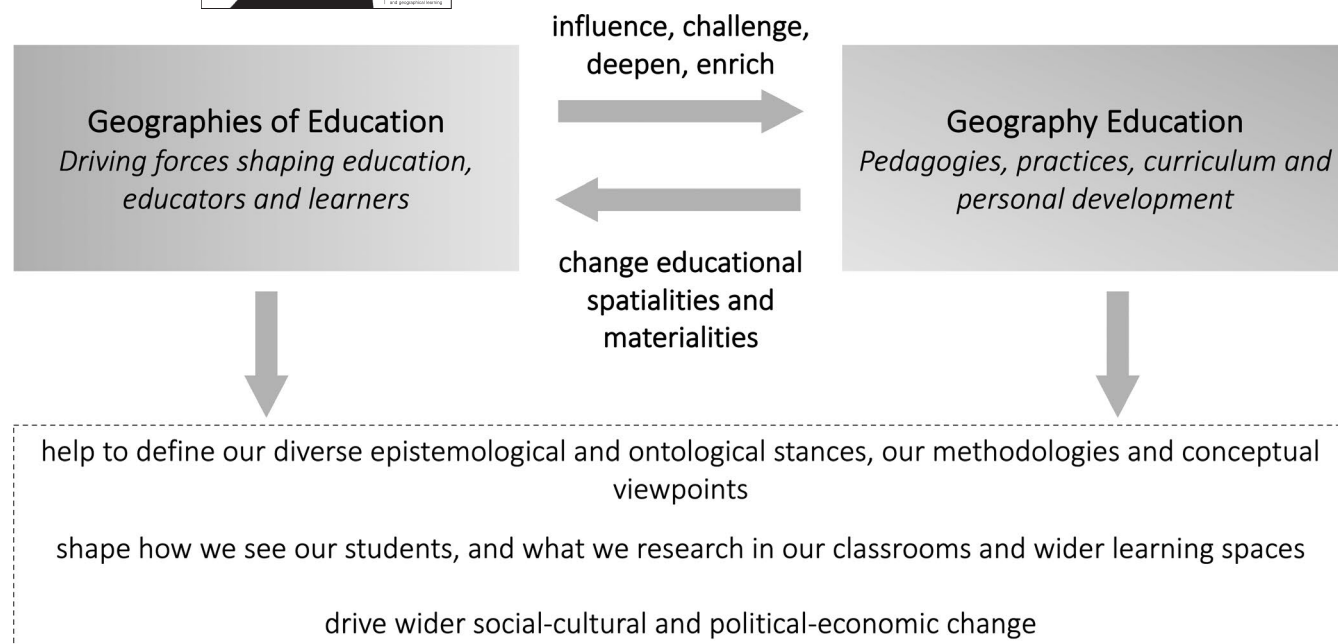 and geographical learning
influence, challenge,
deepen, enrich
Geographies of Education
Driving forces shaping education,
educators and learners
Geography Education
Pedagogies, practices, curriculum and
personal development
change educational
spatialities and
materialities
help to define our diverse epistemological and ontological stances, our methodologies and conceptual
viewpoints
shape how we see our students, and what we research in our classrooms and wider learning spaces
drive wider social-cultural and political-economic change